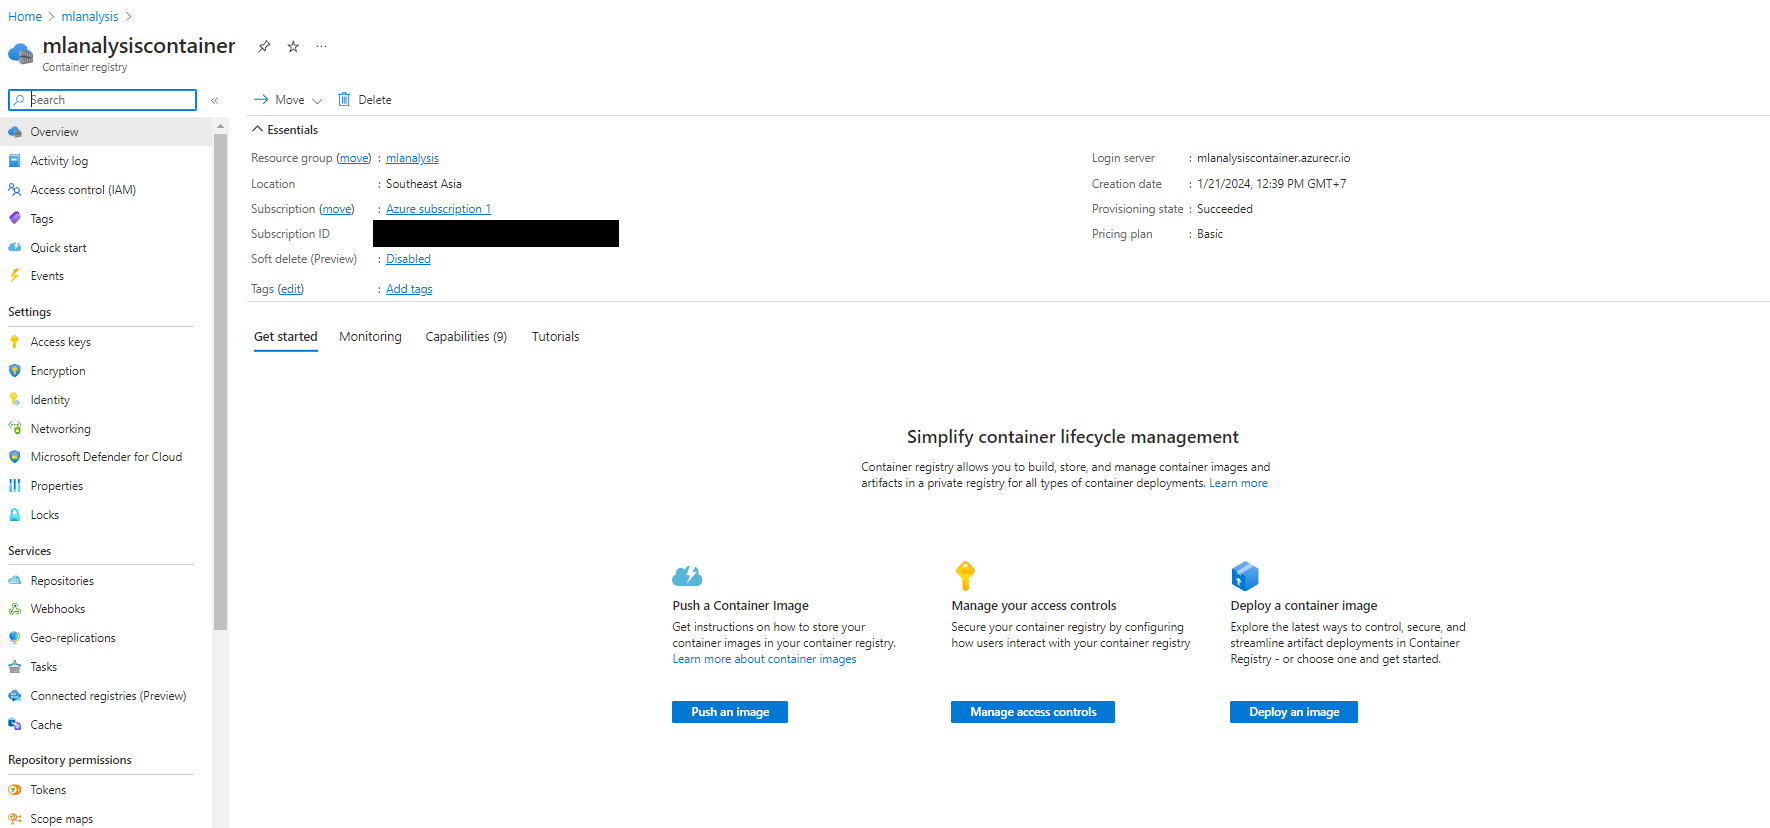 Home > mlanalysis >
mlanalysiscontainer ...
Container registry
Search «
Overview
Activity log
Access control (IAM)
Tags
Quick start
Events
Settings
Access keys
Encryption
Identity
Networking
Microsoft Defender for Cloud
Properties
Locks
Services
Repositories
Webhooks
Geo-replications
Tasks
Connected registries (Preview)
Cache
Repository permissions
Tokens
Scope maps
Move Delete
Essentials
Resource group (move) : mlanalysis
Location : Southeast Asia
Subscription (move) : Azure subscription 1
Subscription ID
Soft delete (Preview) : Disabled
Tags (edit) : Add tags
Login server : mlanalysiscontainer.azurecr.io
Creation date : 1/21/2024, 12:39 PM GMT+7
Provisioning state : Succeeded
Pricing plan : Basic
Get started Monitoring Capabilities (9) Tutorials
Simplify container lifecycle management
Container registry allows you to build, store, and manage container images and
artifacts in a private registry for all types of container deployments. Learn more
Push a Container Image
Get instructions on how to store your
container images in your container registry.
Learn more about container images
Push an image
Manage your access controls
Secure your container registry by configuring
how users interact with your container registry
Manage access controls
Deploy a container image
Explore the latest ways to control, secure, and
streamline artifact deployments in Container
Registry - or choose one and get started.
Deploy an image